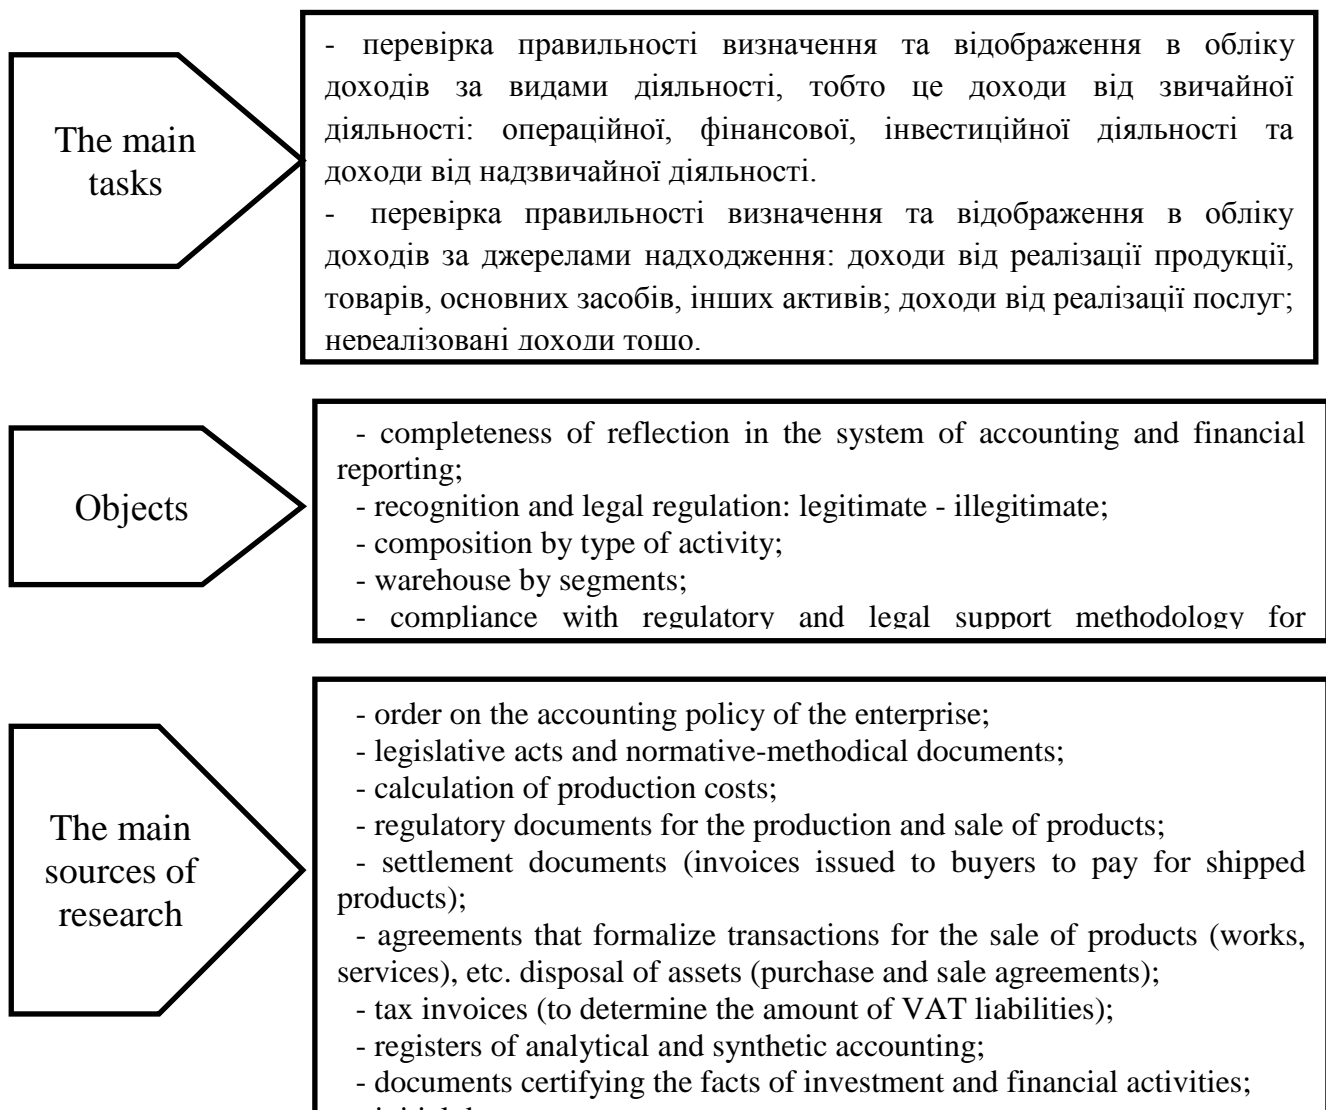 The main
tasks
- перевірка правильності визначення та відображення в обліку
доходів за видами діяльності, тобто це доходи від звичайної
діяльності: операційної, фінансової, інвестиційної діяльності та
доходи від надзвичайної діяльності.
- перевірка правильності визначення та відображення в обліку
доходів за джерелами надходження: доходи від реалізації продукції,
товарів, основних засобів, інших активів; доходи від реалізації послуг;
нереалізовані доходи тощо.
Objects
- completeness of reflection in the system of accounting and financial
reporting;
- recognition and legal regulation: legitimate - illegitimate;
- composition by type of activity;
- warehouse by segments;
- compliance with regulatory and legal support methodology for
The main
sources of
research
- order on the accounting policy of the enterprise;
- legislative acts and normative-methodical documents;
- calculation of production costs;
- regulatory documents for the production and sale of products;
- settlement documents (invoices issued to buyers to pay for shipped
products);
- agreements that formalize transactions for the sale of products (works,
services), etc. disposal of assets (purchase and sale agreements);
- tax invoices (to determine the amount of VAT liabilities);
- registers of analytical and synthetic accounting;
- documents certifying the facts of investment and financial activities;